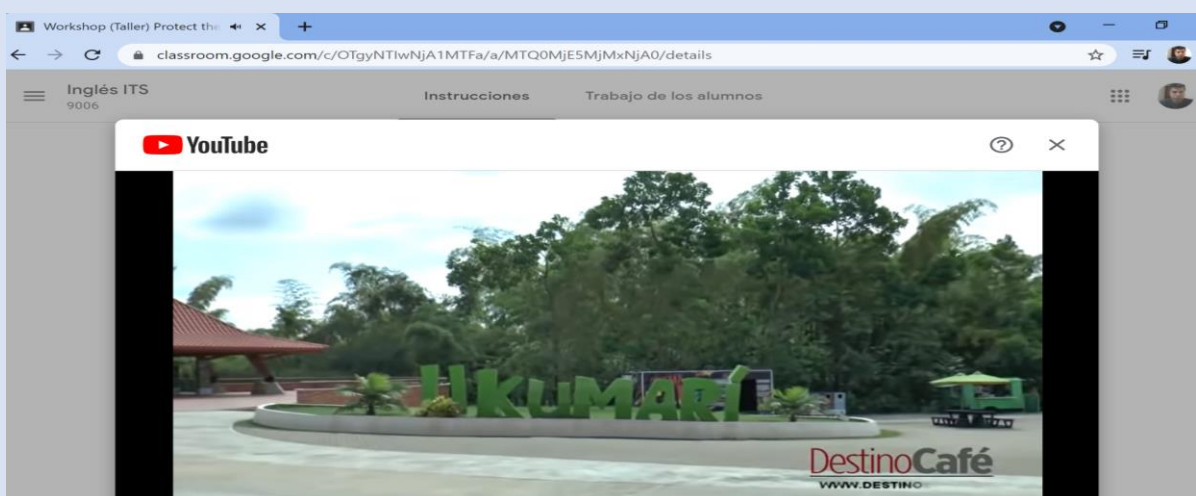 Workshop (Taller) Protect the
classroom.google.com/c/OTgyNTIwNjA1MTFa/a/MTQ0MjE5MjMxNjA0/details
Inglés ITS
9006
Instrucciones
Trabajo de los alumnos
YouTube
UKUMARÍ
DestinoCafé
WWW.DESTINO